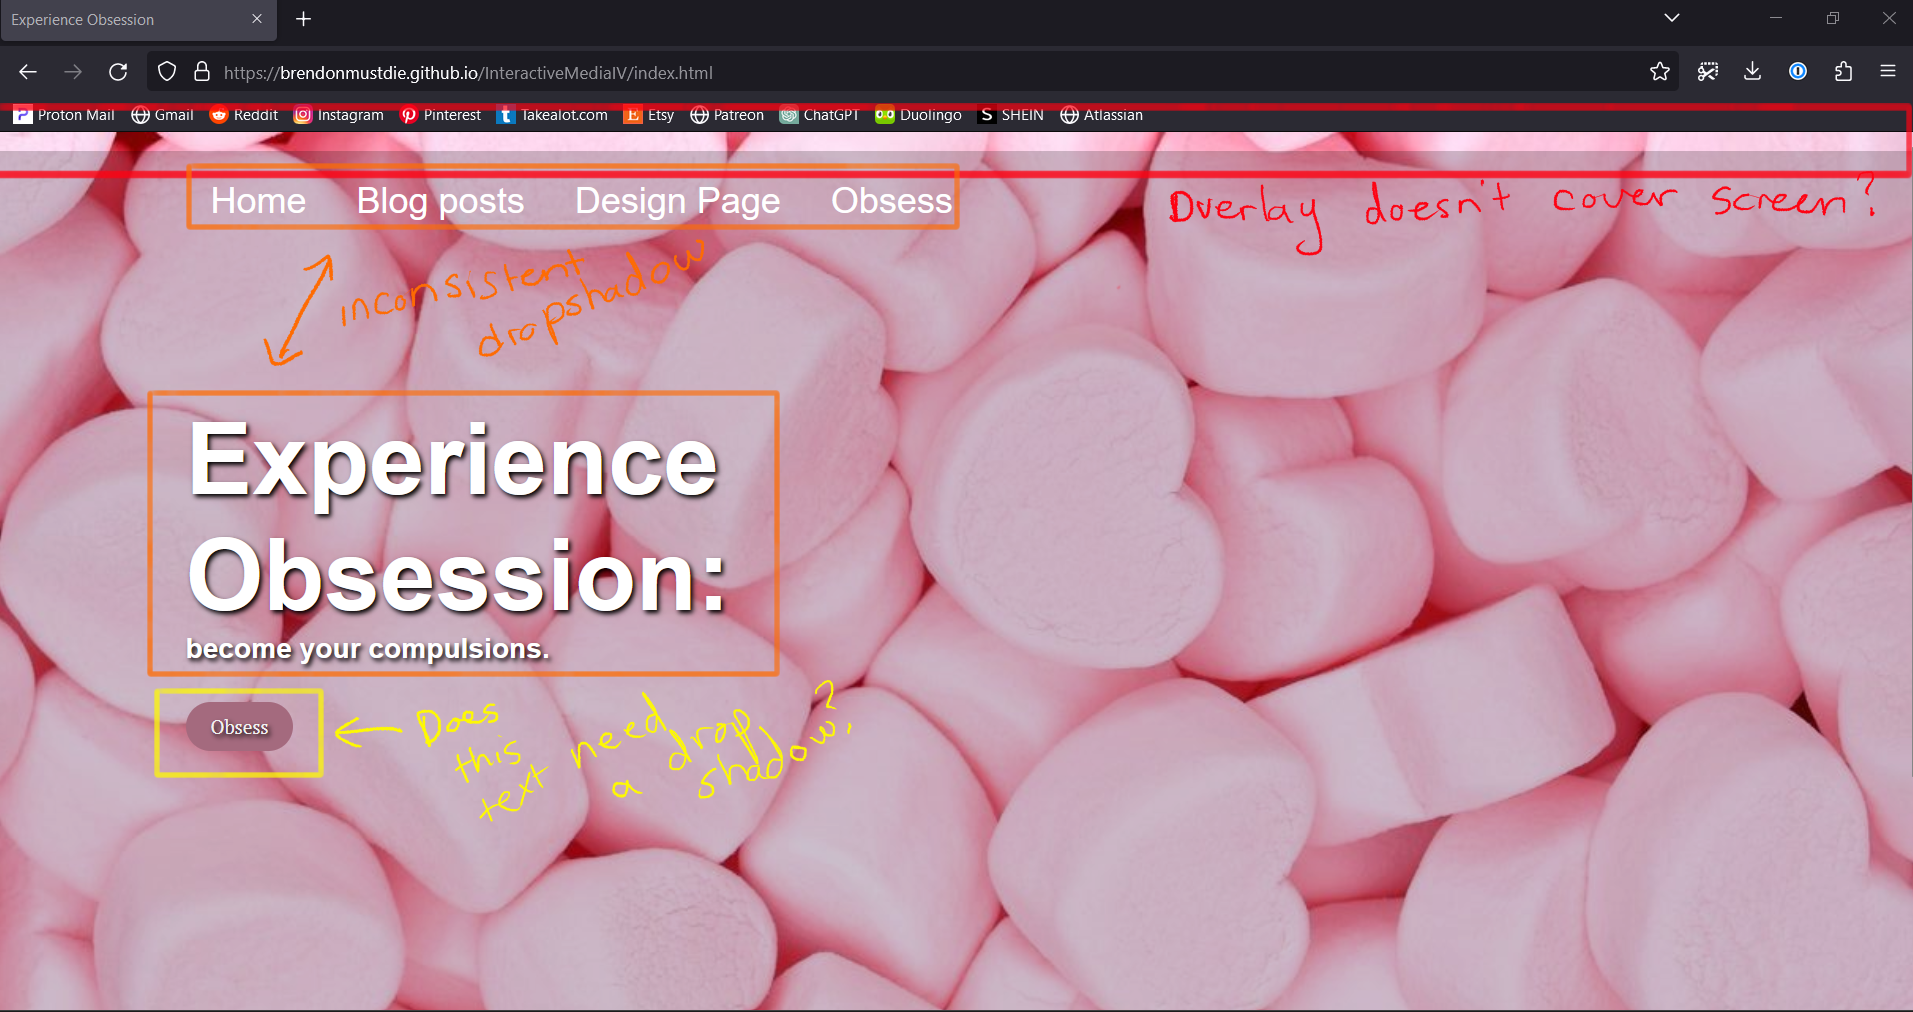 Experience Obsession
https://brendonmustdie.github.io/InteractiveMediaIV/index.html
Proton Mail Gmail Reddit Instagram Pinterest Takealot.com Etsy Patreon ChatGPT Duolingo SHEIN Atlassian
Home Blog posts Design Page Obsess
Overlay doesn't cover screen?
inconsistent
dropshadow
Experience
Obsession:
become your compulsions.
Obsess
Does
this
text need
a drop
shadow?